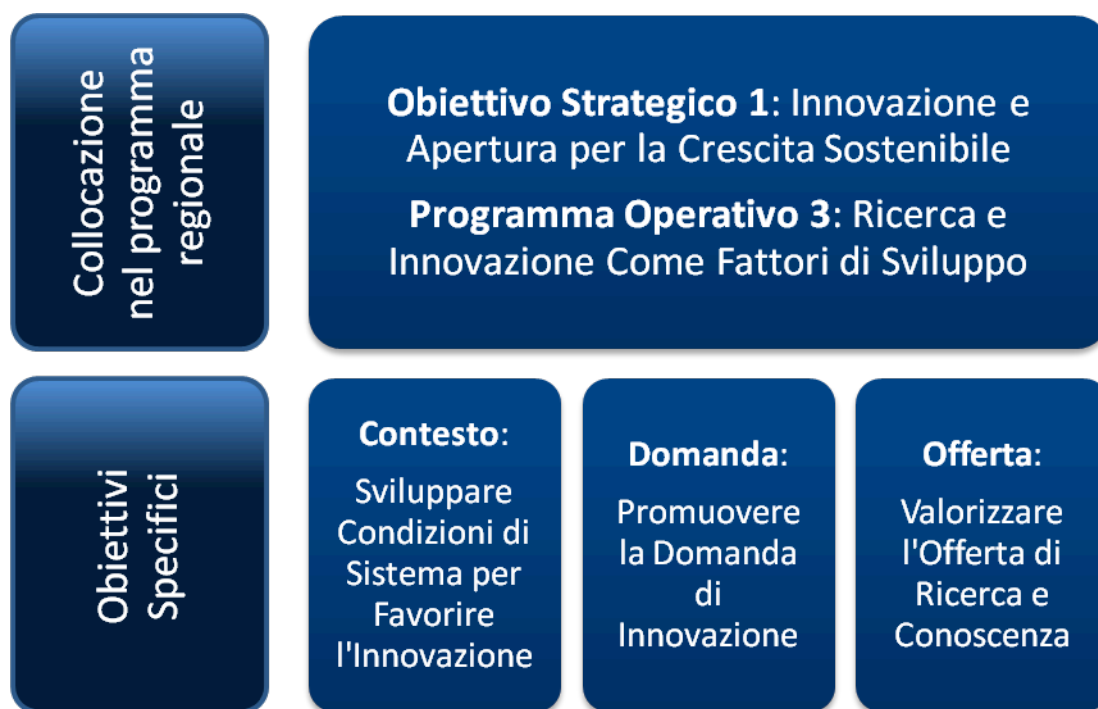 Collocazione
nel programma
regionale
Obiettivo Strategico 1: Innovazione e
Apertura per la Crescita Sostenibile
Programma Operativo 3: Ricerca e
Innovazione Come Fattori di Sviluppo
Obiettivi
Specifici
Contesto:
Sviluppare
Condizioni di
Sistema per
Favorire
l'Innovazione
Domanda:
Promuovere
la Domanda
di
Innovazione
Offerta:
Valorizzare
l'Offerta di
Ricerca e
Conoscenza